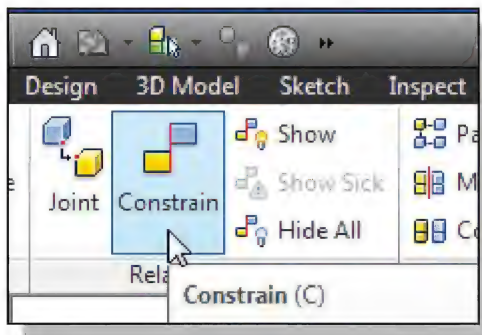 Design 3D Model Sketch Inspect
Show
Show Sick
Joint Constrain
Hide All
Constrain (C)